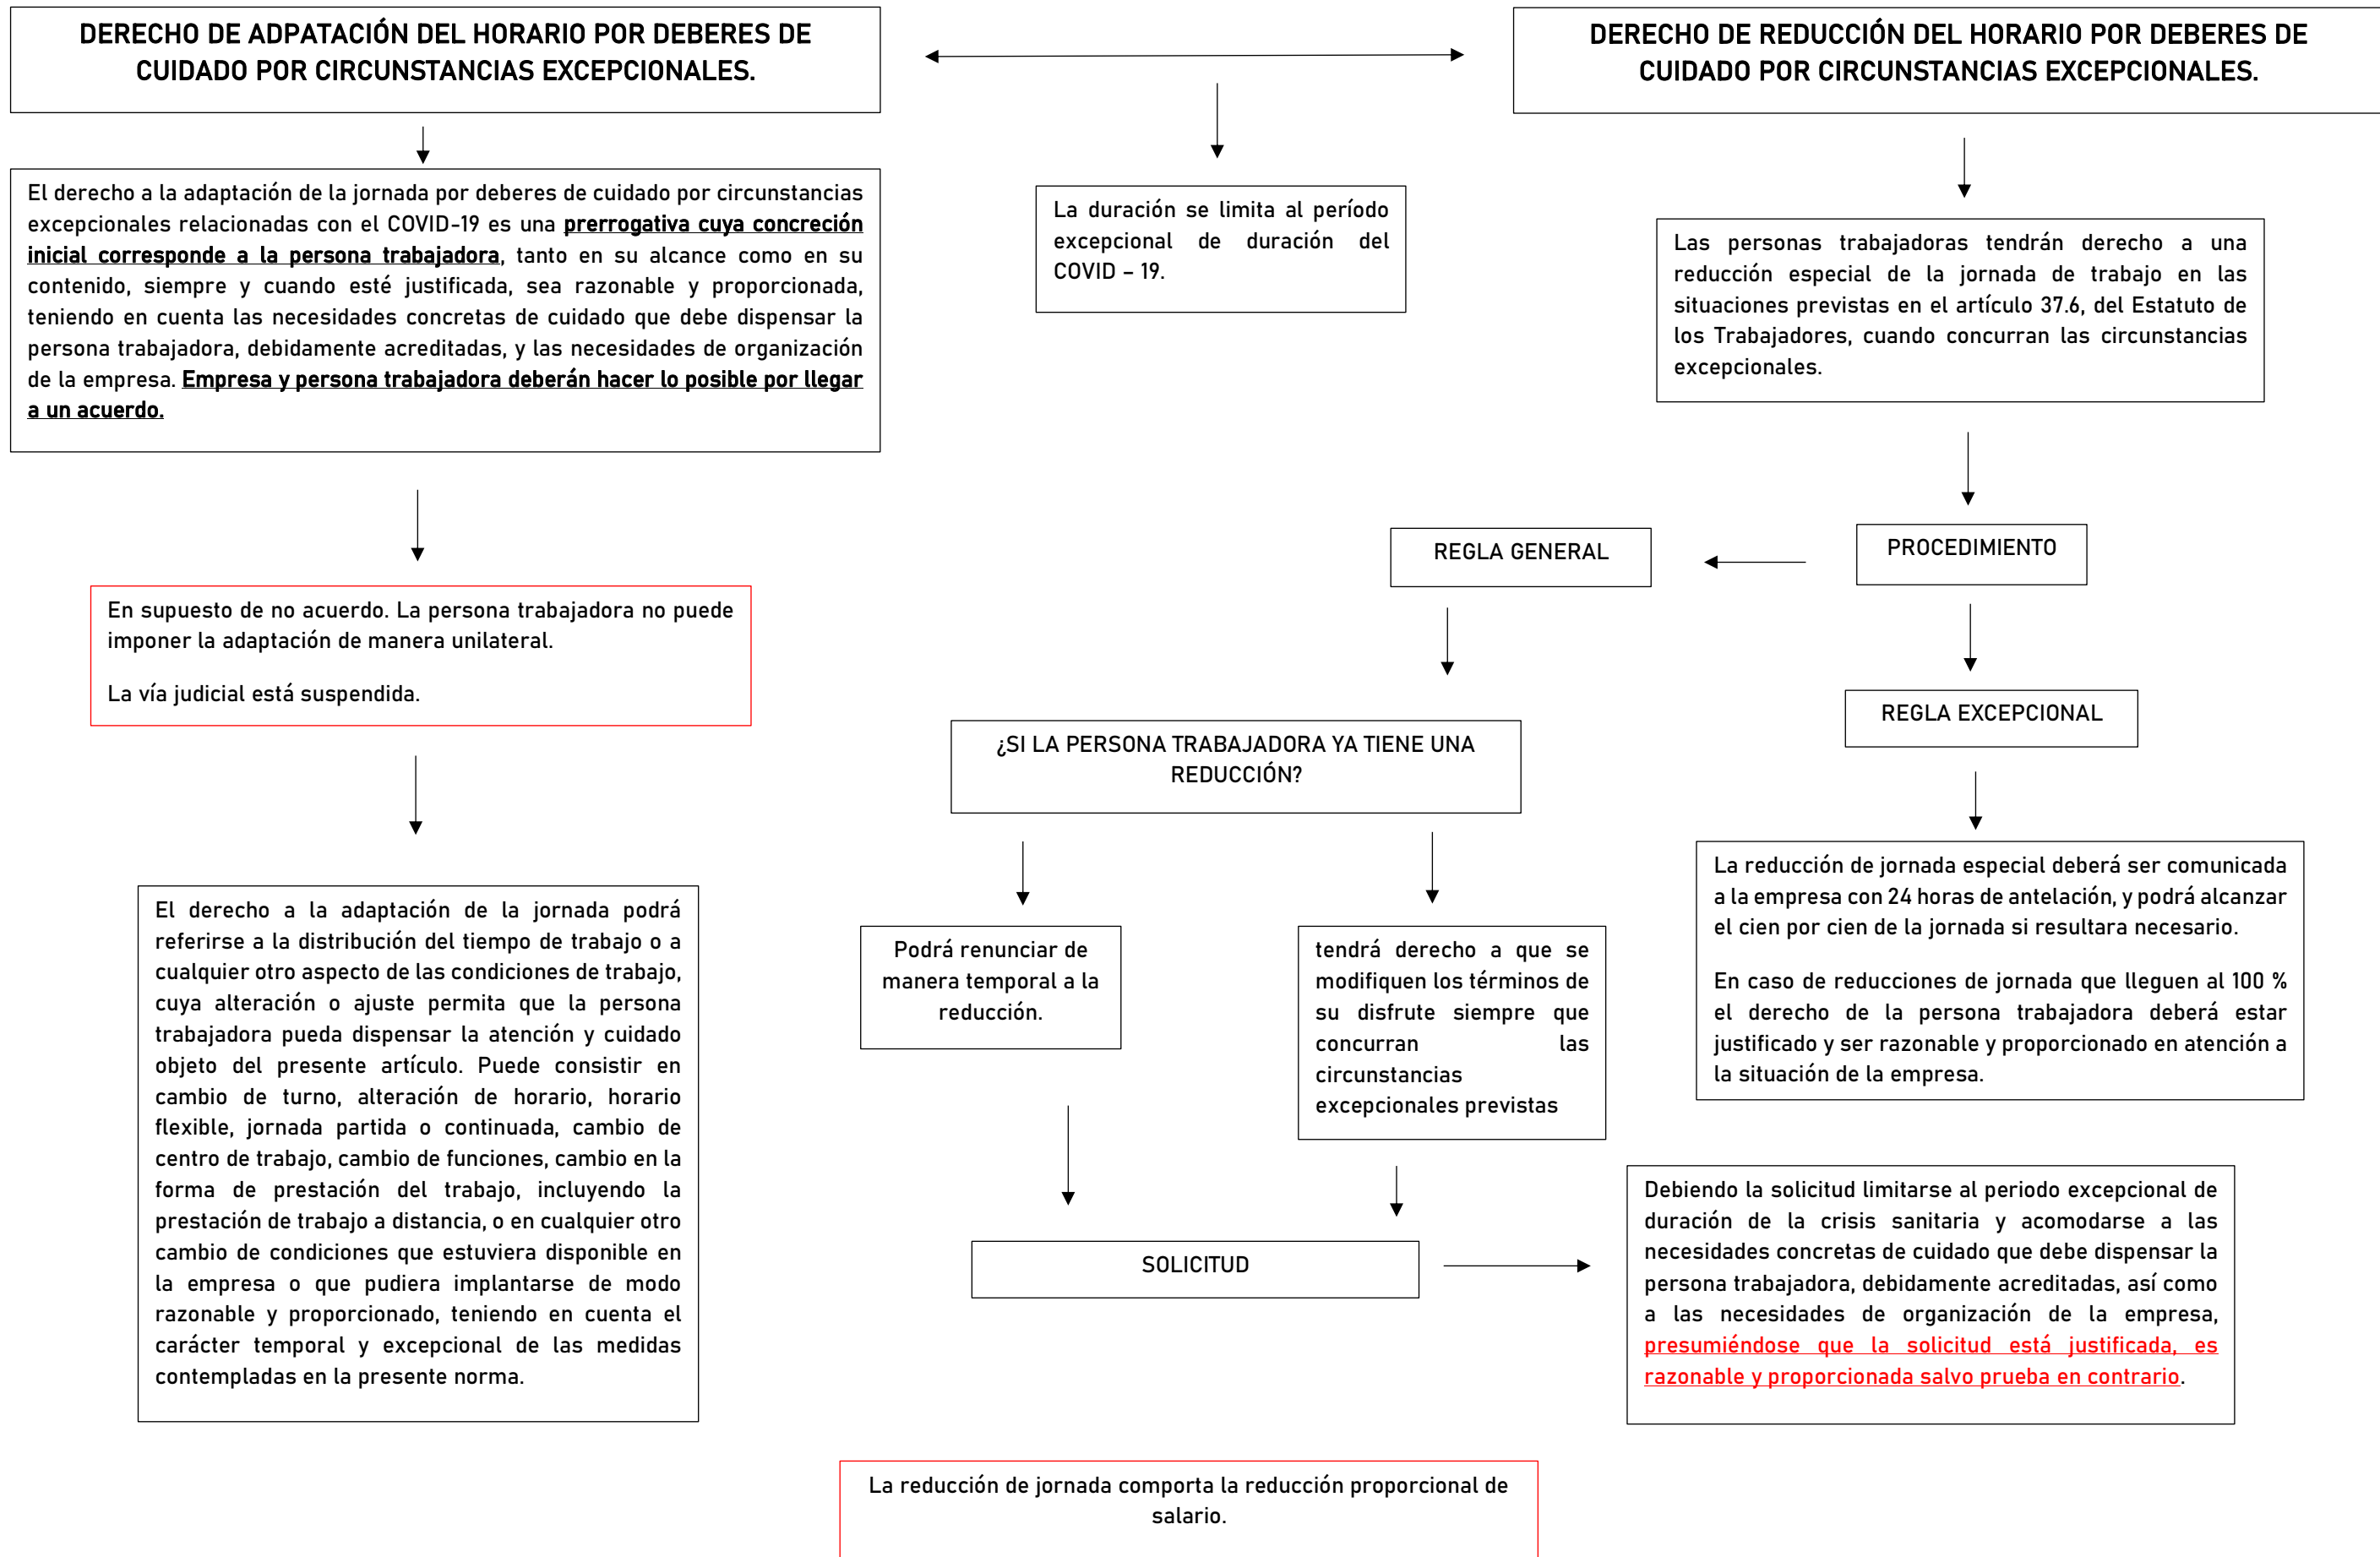 DERECHO DE ADPATACIÓN DEL HORARIO POR DEBERES DE
CUIDADO POR CIRCUNSTANCIAS EXCEPCIONALES.
DERECHO DE REDUCCIÓN DEL HORARIO POR DEBERES DE
CUIDADO POR CIRCUNSTANCIAS EXCEPCIONALES.
El derecho a la adaptación de la jornada por deberes de cuidado por circunstancias
excepcionales relacionadas con el COVID-19 es una prerrogativa cuya concreción
inicial corresponde a la persona trabajadora, tanto en su alcance como en su
contenido, siempre y cuando esté justificada, sea razonable y proporcionada,
teniendo en cuenta las necesidades concretas de cuidado que debe dispensar la
persona trabajadora, debidamente acreditadas, y las necesidades de organización
de la empresa. Empresa y persona trabajadora deberán hacer lo posible por llegar
a un acuerdo.
La duración se limita al período
excepcional de duración del
COVID – 19.
Las personas trabajadoras tendrán derecho a una
reducción especial de la jornada de trabajo en las
situaciones previstas en el artículo 37.6, del Estatuto de
los Trabajadores, cuando concurran las circunstancias
excepcionales.
REGLA GENERAL
PROCEDIMIENTO
En supuesto de no acuerdo. La persona trabajadora no puede
imponer la adaptación de manera unilateral.
La vía judicial está suspendida.
REGLA EXCEPCIONAL
¿SI LA PERSONA TRABAJADORA YA TIENE UNA
REDUCCIÓN?
La reducción de jornada especial deberá ser comunicada
a la empresa con 24 horas de antelación, y podrá alcanzar
el cien por cien de la jornada si resultara necesario.
En caso de reducciones de jornada que lleguen al 100 %
el derecho de la persona trabajadora deberá estar
justificado y ser razonable y proporcionado en atención a
la situación de la empresa.
El derecho a la adaptación de la jornada podrá
referirse a la distribución del tiempo de trabajo o a
cualquier otro aspecto de las condiciones de trabajo,
cuya alteración o ajuste permita que la persona
trabajadora pueda dispensar la atención y cuidado
objeto del presente artículo. Puede consistir en
cambio de turno, alteración de horario, horario
flexible, jornada partida o continuada, cambio de
centro de trabajo, cambio de funciones, cambio en la
forma de prestación del trabajo, incluyendo la
prestación de trabajo a distancia, o en cualquier otro
cambio de condiciones que estuviera disponible en
la empresa o que pudiera implantarse de modo
razonable y proporcionado, teniendo en cuenta el
carácter temporal y excepcional de las medidas
contempladas en la presente norma.
Podrá renunciar de
manera temporal a la
reducción.
tendrá derecho a que se
modifiquen los términos de
su disfrute siempre que
concurran las
circunstancias
excepcionales previstas
SOLICITUD
Debiendo la solicitud limitarse al periodo excepcional de
duración de la crisis sanitaria y acomodarse a las
necesidades concretas de cuidado que debe dispensar la
persona trabajadora, debidamente acreditadas, así como
a las necesidades de organización de la empresa,
presumiéndose que la solicitud está justificada, es
razonable y proporcionada salvo prueba en contrario.
La reducción de jornada comporta la reducción proporcional de
salario.